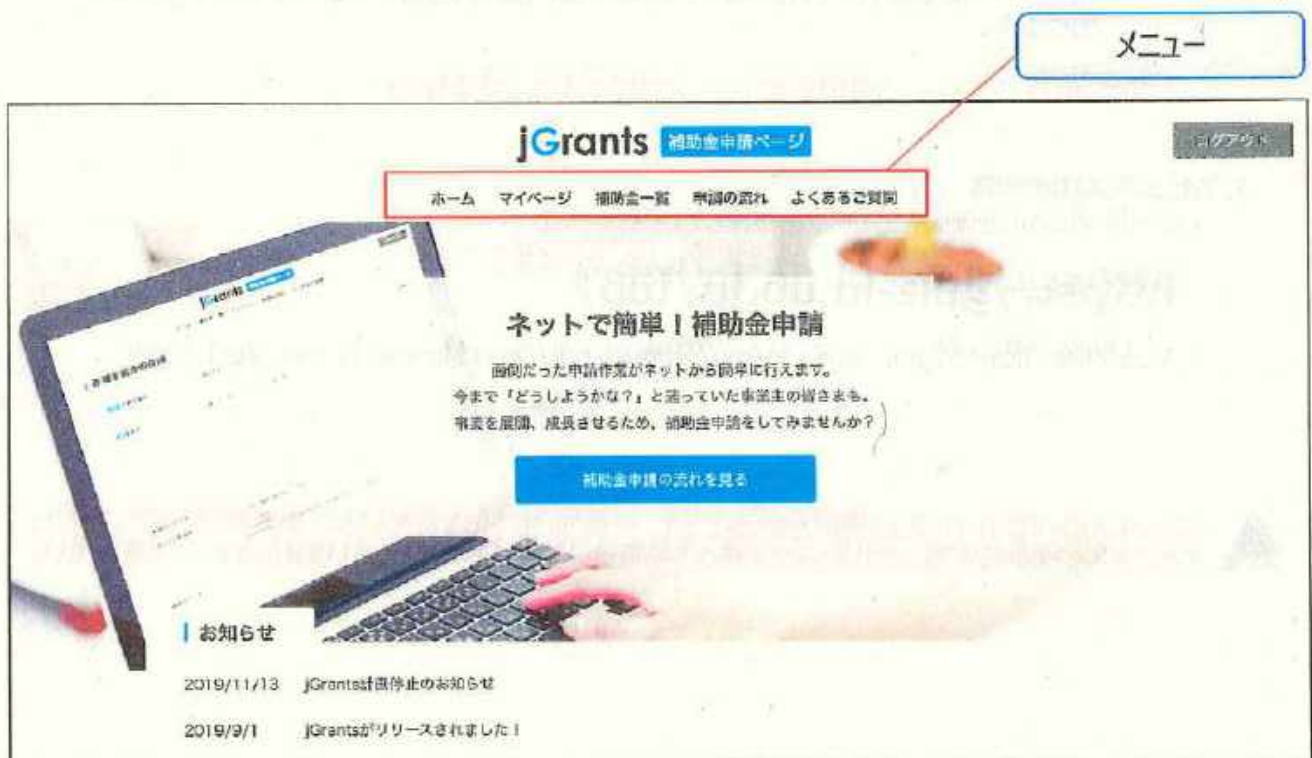 メニュー
jGrants 補助金申請ページ
ログアウト
ホーム マイページ 補助金一覧 申請の流れ よくあるご質問
ネットで簡単！補助金申請
面倒だった申請作業がネットから簡単に行えます。
今まで「どうしようかな？」と迷っていた事業主の皆さまも、
事業を展開、成長させるため、補助金申請をしてみませんか？
補助金申請の流れを見る
お知らせ
2019/11/13 jGrants計画停止のお知らせ
2019/9/1 jGrantsがリリースされました！